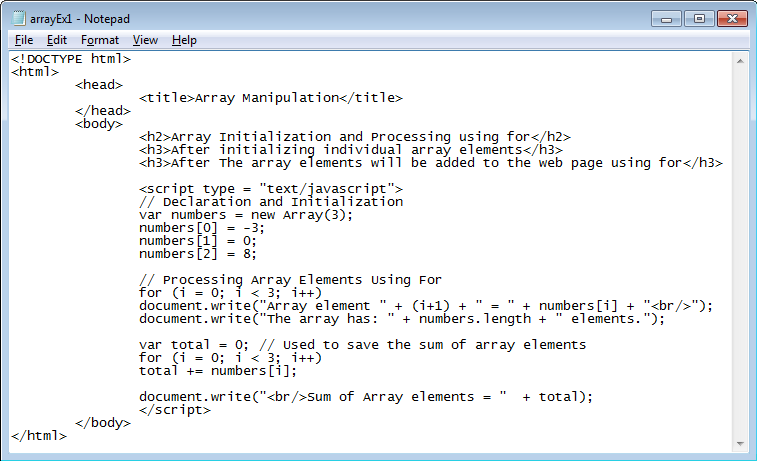 arrayEx1 - Notepad
File Edit Format View Help
<!DOCTYPE html>
<html>
<head>
<title>Array Manipulation</title>
</head>
<body>
<h2>Array Initialization and Processing using for</h2>
<h3>After initializing individual array elements</h3>
<h3>After The array elements will be added to the web page using for</h3>
<script type = "text/javascript">
// Declaration and Initialization
var numbers = new Array(3);
numbers[0] = -3;
numbers[1] = 0;
numbers[2] = 8;
// Processing Array Elements Using For
for (i = 0; i < 3; i++)
document.write("Array element " + (i+1) + " = " + numbers[i] + "<br/>");
document.write("The array has: " + numbers.length + " elements.");
var total = 0; // Used to save the sum of array elements
for (i = 0; i < 3; i++)
total += numbers[i];
document.write("<br/>Sum of Array elements = "  + total);
</script>
</body>
</html>